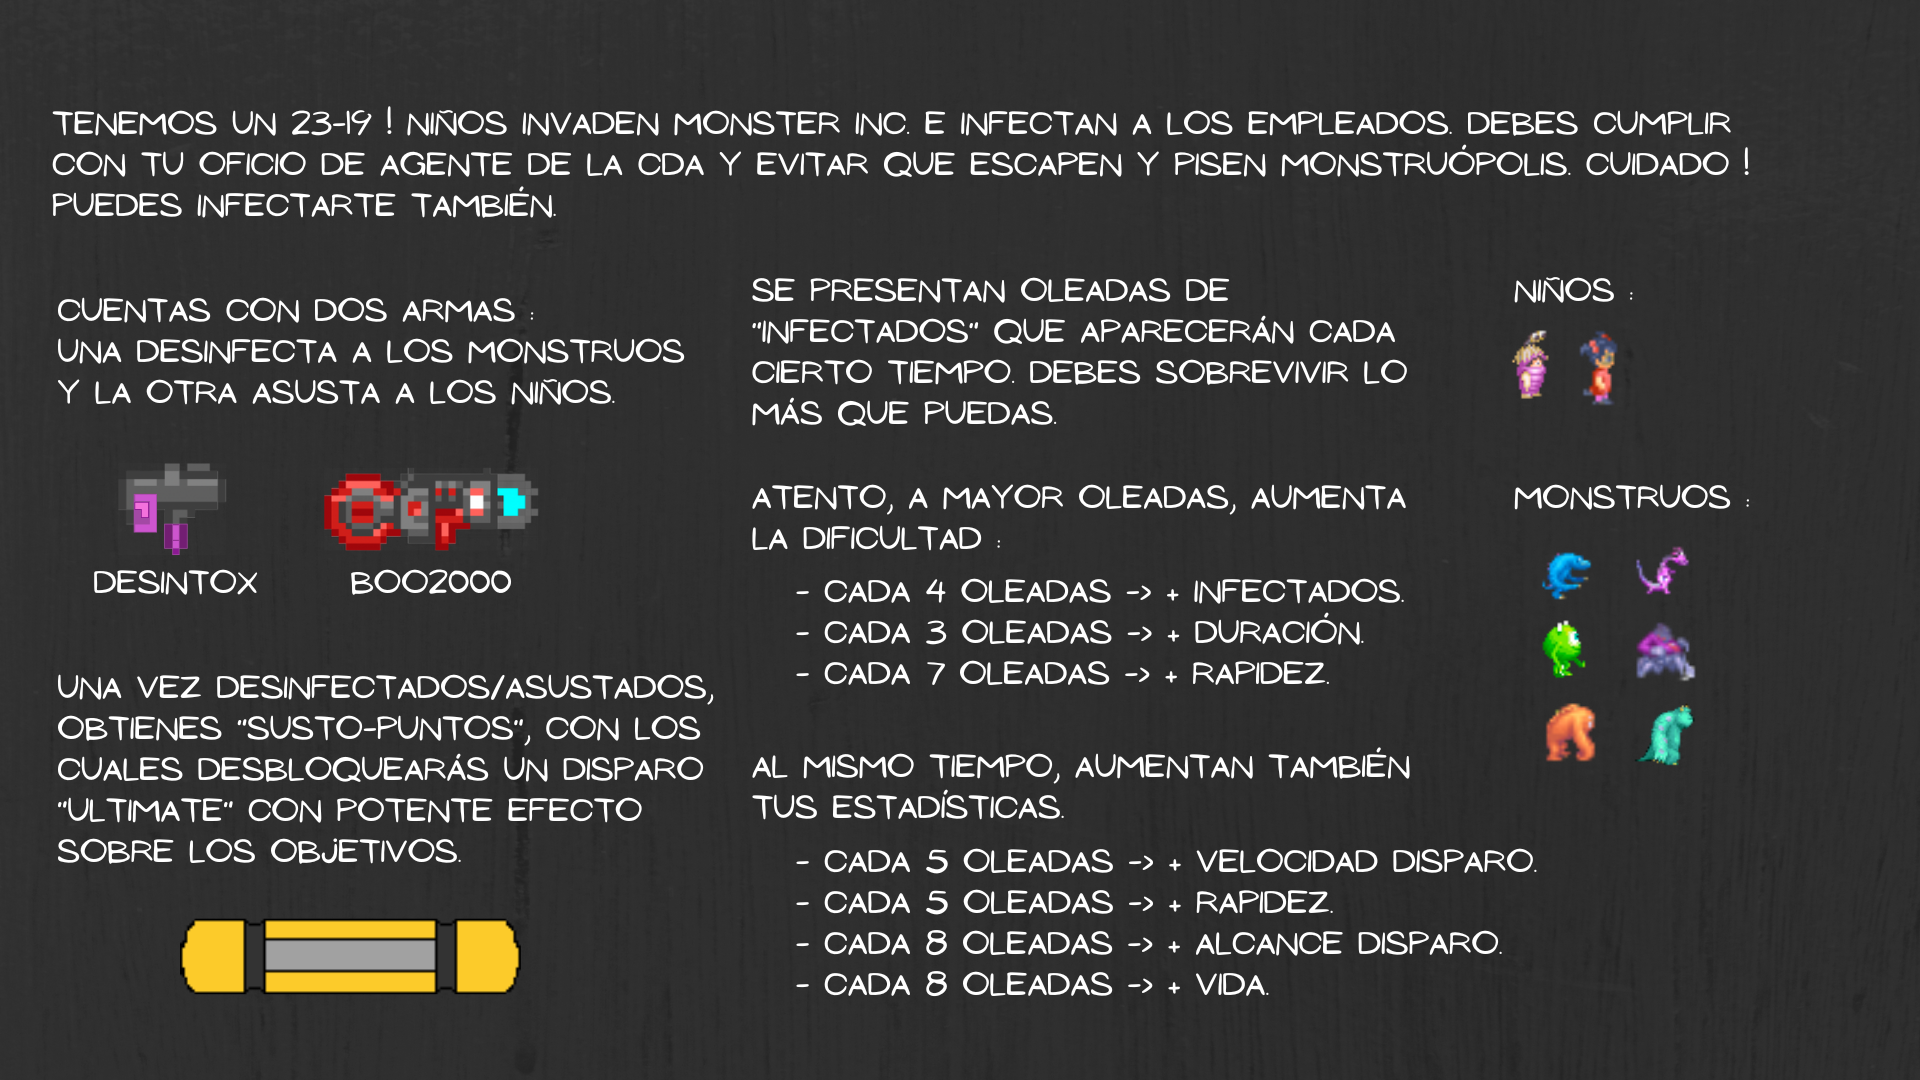 TENEMOS UN 23-19 ! NIÑOS INVADEN MONSTER INC. E INFECTAN A LOS EMPLEADOS. DEBES CUMPLIR
CON TU OFICIO DE AGENTE DE LA CDA Y EVITAR QUE ESCAPEN Y PISEN MONSTRUÓPOLIS. CUIDADO !
PUEDES INFECTARTE TAMBIÉN.
CUENTAS CON DOS ARMAS :
UNA DESINFECTA A LOS MONSTRUOS
Y LA OTRA ASUSTA A LOS NIÑOS.
DESINTOX
BOO2000
UNA VEZ DESINFECTADOS/ASUSTADOS,
OBTIENES "SUSTO-PUNTOS", CON LOS
CUALES DESBLOQUEARÁS UN DISPARO
"ULTIMATE" CON POTENTE EFECTO
SOBRE LOS OBJETIVOS.
SE PRESENTAN OLEADAS DE
"INFECTADOS" QUE APARECERÁN CADA
CIERTO TIEMPO. DEBES SOBREVIVIR LO
MÁS QUE PUEDAS.
ATENTO, A MAYOR OLEADAS, AUMENTA
LA DIFICULTAD :
- CADA 4 OLEADAS -> + INFECTADOS.
- CADA 3 OLEADAS -> + DURACIÓN.
- CADA 7 OLEADAS -> + RAPIDEZ.
AL MISMO TIEMPO, AUMENTAN TAMBIÉN
TUS ESTADÍSTICAS.
- CADA 5 OLEADAS -> + VELOCIDAD DISPARO.
- CADA 5 OLEADAS -> + RAPIDEZ.
- CADA 8 OLEADAS -> + ALCANCE DISPARO.
- CADA 8 OLEADAS -> + VIDA.
NIÑOS :
MONSTRUOS :